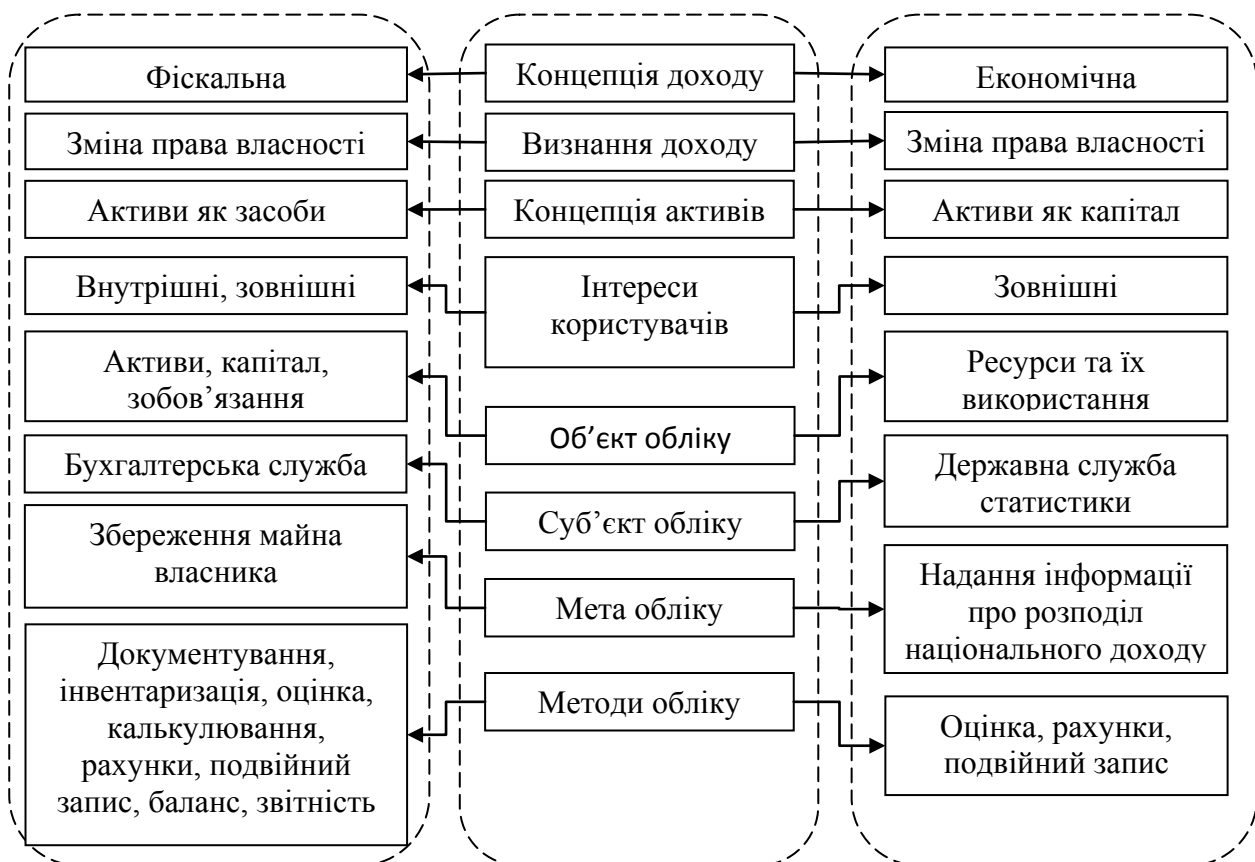 Фіскальна
Зміна права власності
Активи як засоби
Внутрішні, зовнішні
Активи, капітал,
зобов’язання
Бухгалтерська служба
Збереження майна
власника
Документування,
інвентаризація, оцінка,
калькулювання,
рахунки, подвійний
запис, баланс, звітність
Концепція доходу
Визнання доходу
Концепція активів
Інтереси
користувачів
Об’єкт обліку
Суб’єкт обліку
Мета обліку
Методи обліку
Економічна
Зміна права власності
Активи як капітал
Зовнішні
Ресурси та їх
використання
Державна служба
статистики
Надання інформації
про розподіл
національного доходу
Оцінка, рахунки,
подвійний запис